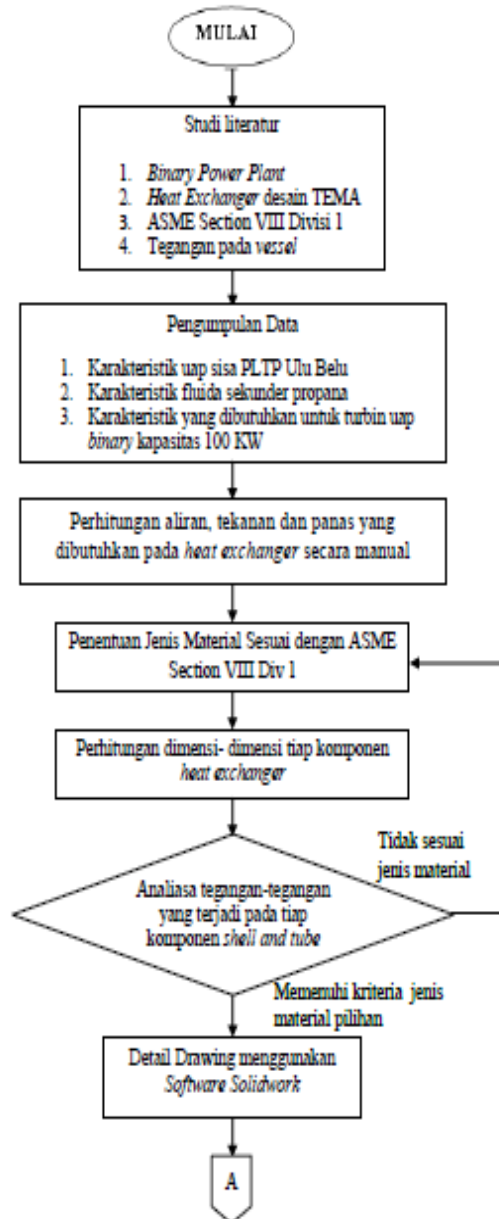 MULAI
Studi literatur
1. Binary Power Plant
2. Heat Exchanger desain TEMA
3. ASME Section VIII Divisi 1
4. Tegangan pada vessel
Pengumpulan Data
1. Karakteristik uap sisa PLTP Ulu Belu
2. Karakteristik fluida sekunder propana
3. Karakteristik yang dibutuhkan untuk turbin uap
binary kapasitas 100 KW
Perhitungan aliran, tekanan dan panas yang
dibutuhkan pada heat exchanger secara manual
Penentuan Jenis Material Sesuai dengan ASME
Section VIII Div 1
Perhitungan dimensi- dimensi tiap komponen
heat exchanger
Tidak sesuai
jenis material
Analiasa tegangan-tegangan
yang terjadi pada tiap
komponen shell and tube
Memenuhi kriteria jenis
material pilihan
Detail Drawing menggunakan
Software Solidwork
A